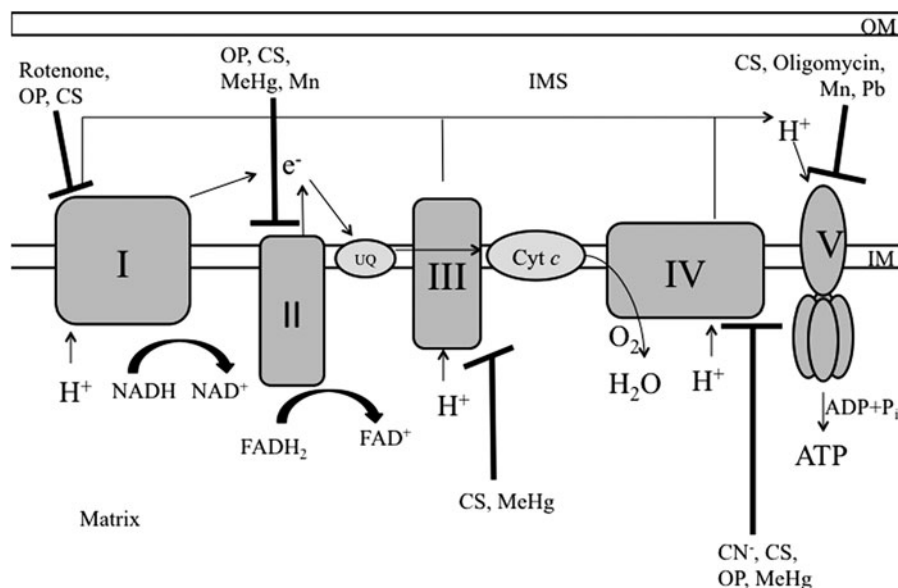 OM
Rotenone,
OP, CS
OP, CS,
MeHg, Mn
IMS
CS, Oligomycin,
Mn, Pb
H⁺
e⁻
I
II
UQ
III
Cyt c
IV
V
IM
O₂
H₂O
H⁺
NADH
NAD⁺
H⁺
H⁺
FADH₂
FAD⁺
ADP+Pᵢ
ATP
CS, MeHg
Matrix
CN⁻, CS,
OP, MeHg